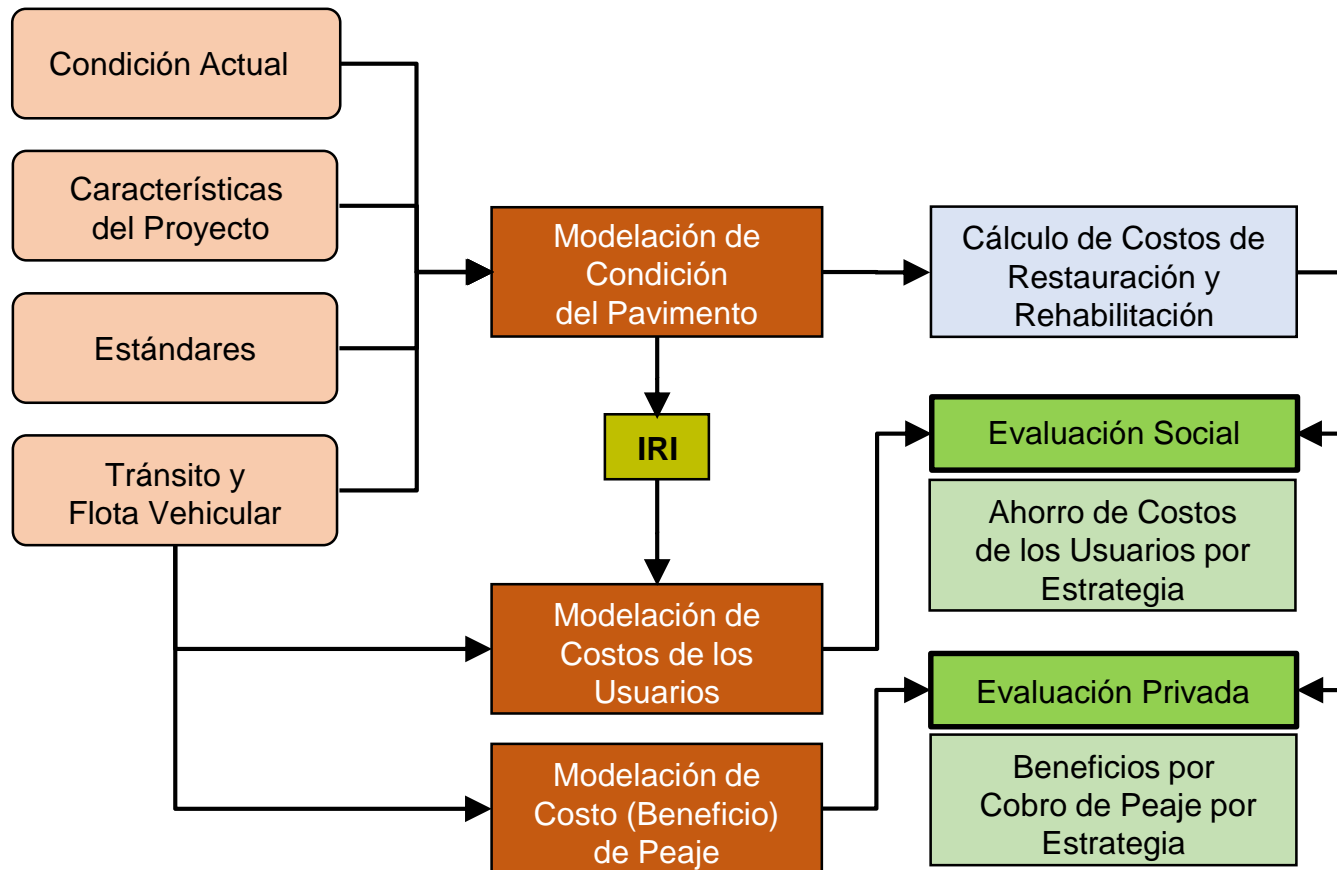 Condición Actual
Características
del Proyecto
Estándares
Tránsito y
Flota Vehicular
Modelación de
Condición
del Pavimento
IRI
Modelación de
Costos de los
Usuarios
Modelación de
Costo (Beneficio)
de Peaje
Cálculo de Costos de
Restauración y
Rehabilitación
Evaluación Social
Ahorro de Costos
de los Usuarios por
Estrategia
Evaluación Privada
Beneficios por
Cobro de Peaje por
Estrategia